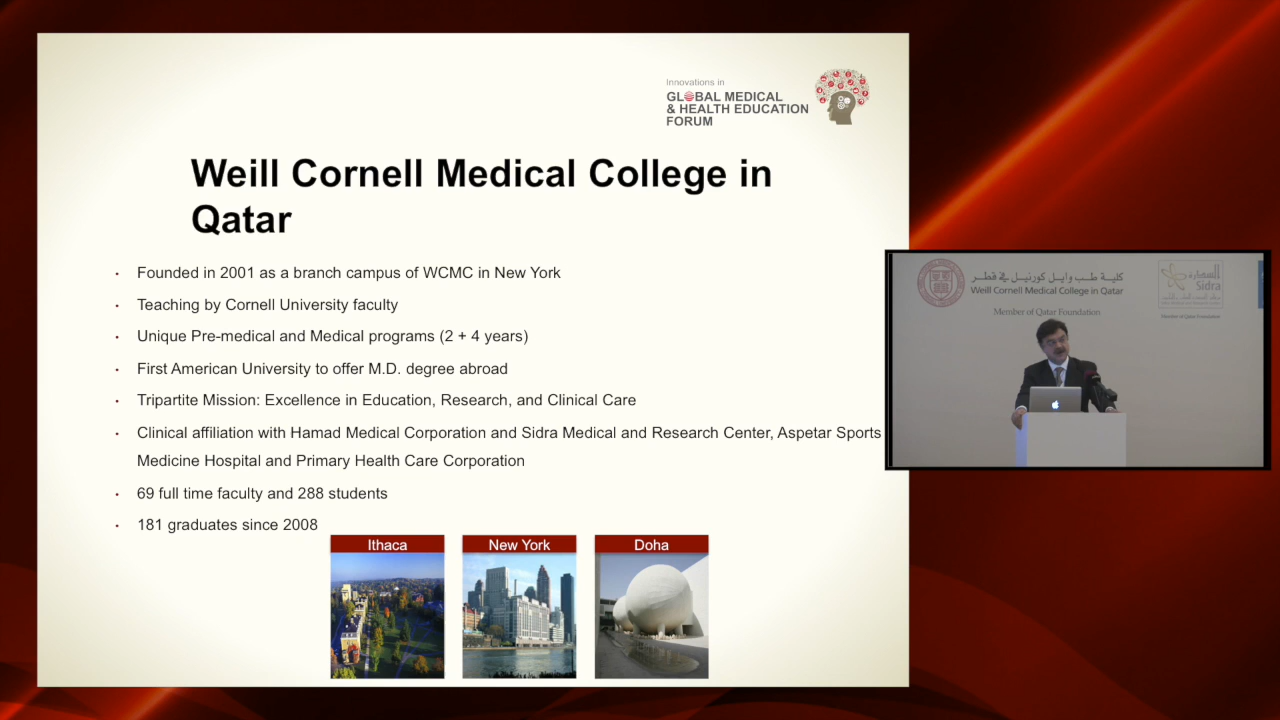 Innovations in
GLOBAL MEDICAL
& HEALTH EDUCATION
FORUM
Weill Cornell Medical College in
Qatar
• Founded in 2001 as a branch campus of WCMC in New York
• Teaching by Cornell University faculty
• Unique Pre-medical and Medical programs (2 + 4 years)
• First American University to offer M.D. degree abroad
• Tripartite Mission: Excellence in Education, Research, and Clinical Care
• Clinical affiliation with Hamad Medical Corporation and Sidra Medical and Research Center, Aspetar Sports
Medicine Hospital and Primary Health Care Corporation
• 69 full time faculty and 288 students
• 181 graduates since 2008
Ithaca
New York
Doha
كلية طب وايل كورنيل في قطر
Weill Cornell Medical College in Qatar
Member of Qatar Foundation
السدرة
Sidra
Member of Qatar Foundation